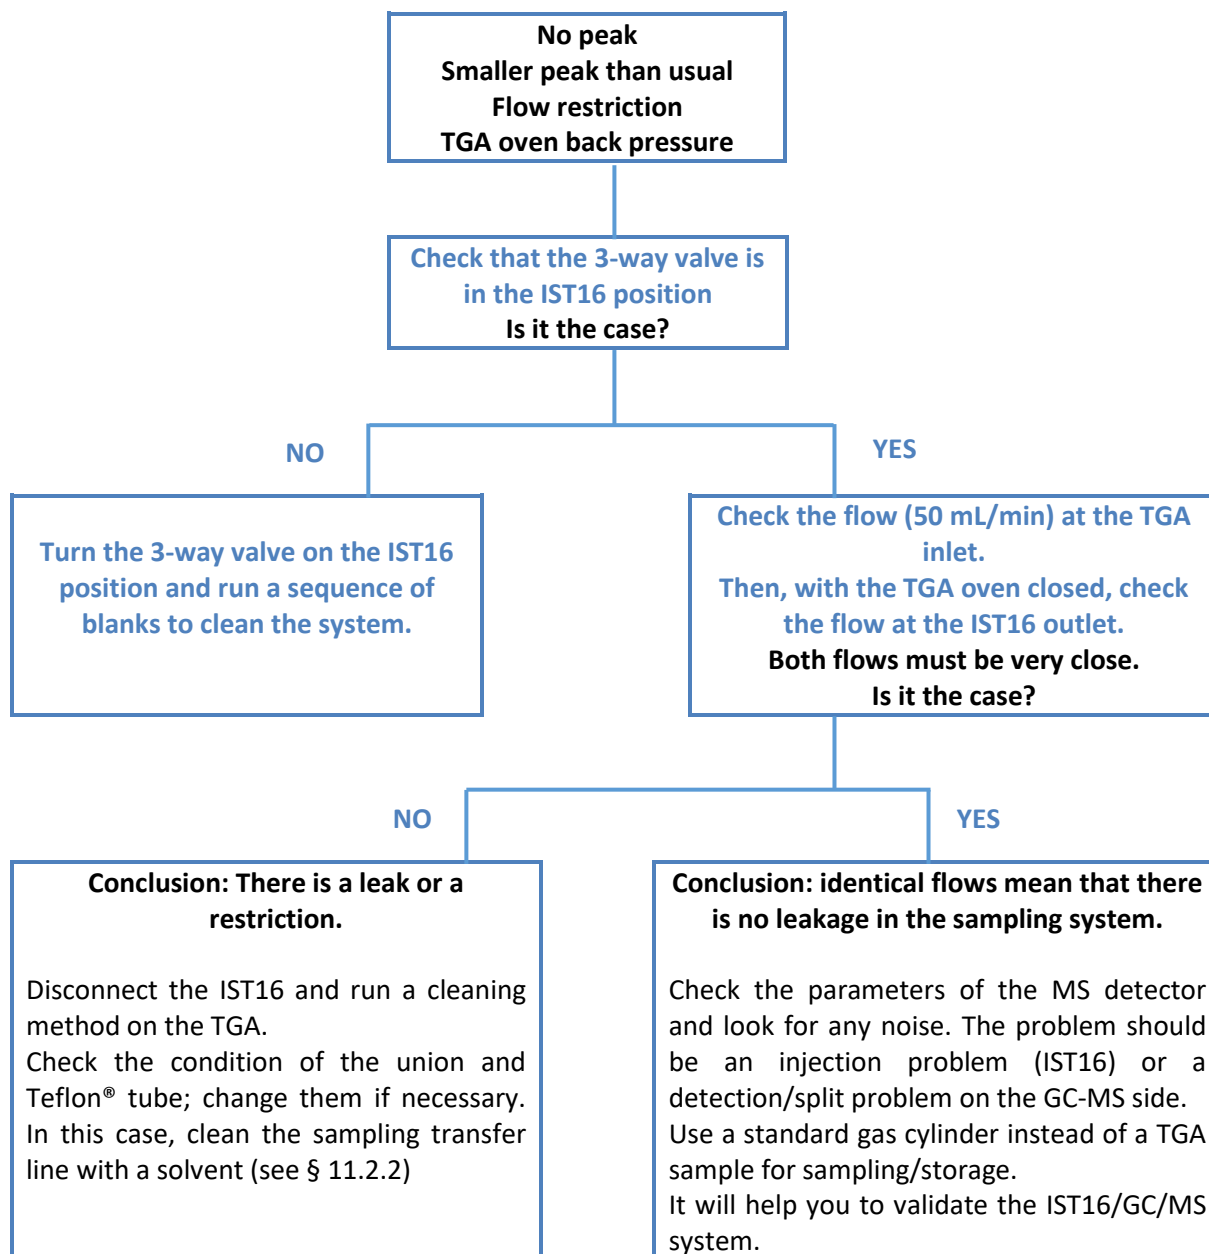 No peak
Smaller peak than usual
Flow restriction
TGA oven back pressure
Check that the 3-way valve is
in the IST16 position
Is it the case?
NO
YES
Turn the 3-way valve on the IST16
position and run a sequence of
blanks to clean the system.
Check the flow (50 mL/min) at the TGA
inlet.
Then, with the TGA oven closed, check
the flow at the IST16 outlet.
Both flows must be very close.
Is it the case?
NO
YES
Conclusion: There is a leak or a
restriction.
Disconnect the IST16 and run a cleaning
method on the TGA.
Check the condition of the union and
Teflon® tube; change them if necessary.
In this case, clean the sampling transfer
line with a solvent (see § 11.2.2)
Conclusion: identical flows mean that there
is no leakage in the sampling system.
Check the parameters of the MS detector
and look for any noise. The problem should
be an injection problem (IST16) or a
detection/split problem on the GC-MS side.
Use a standard gas cylinder instead of a TGA
sample for sampling/storage.
It will help you to validate the IST16/GC/MS
system.